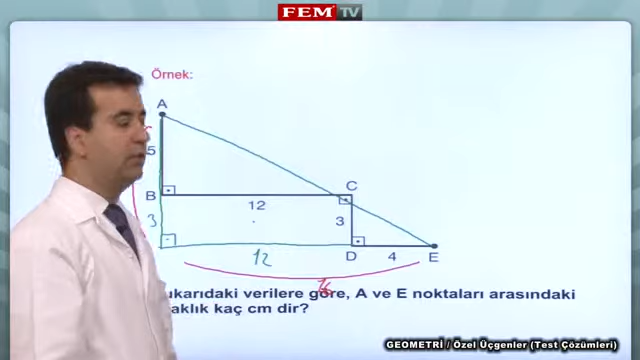 FEM TV
Örnek:
A
5
B
12
C
3
3
D
4
E
12
16
ukarıdaki verilere göre, A ve E noktaları arasındaki
aklık kaç cm dir?
GEOMETRİ / Özel Üçgenler (Test Çözümleri)